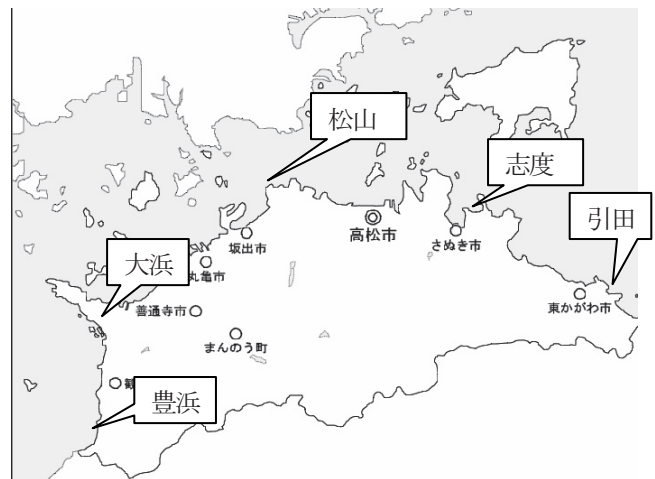 松山
志度
引田
高松市
さぬき市
坂出市
大浜
丸亀市
東かがわ市
善通寺市
まんのう町
観
豊浜